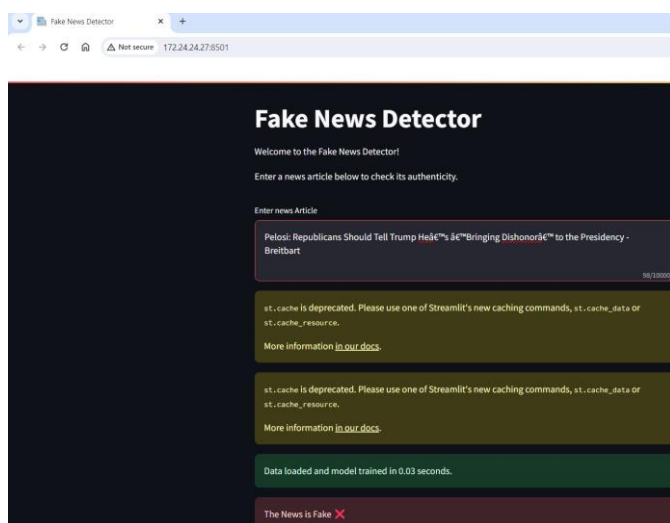 Fake News Detector
Not secure 172.24.24.27:8501
Fake News Detector
Welcome to the Fake News Detector!
Enter a news article below to check its authenticity.
Enter news Article
Pelosi: Republicans Should Tell Trump Heâ€™s â€˜Bringing Dishonorâ€™ to the Presidency -
Breitbart
98/10000
st.cache is deprecated. Please use one of Streamlit's new caching commands, st.cache_data or
st.cache_resource.
More information in our docs.
st.cache is deprecated. Please use one of Streamlit's new caching commands, st.cache_data or
st.cache_resource.
More information in our docs.
Data loaded and model trained in 0.03 seconds.
The News is Fake ❌